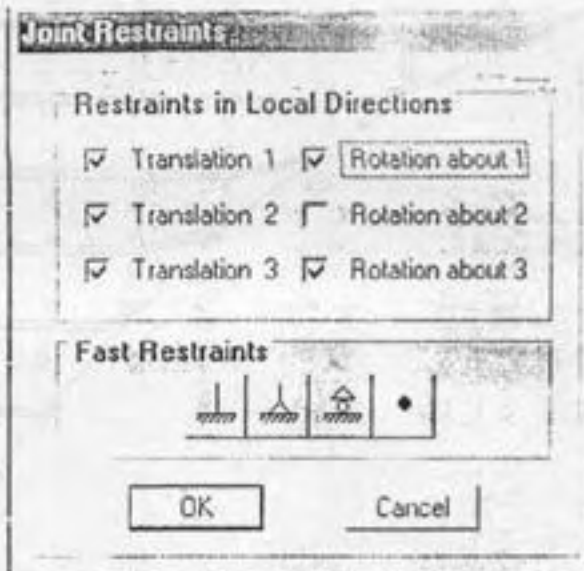 Joint Restraints
Restraints in Local Directions
Translation 1 Rotation about 1
Translation 2 Rotation about 2
Translation 3 Rotation about 3
Fast Restraints
OK Cancel